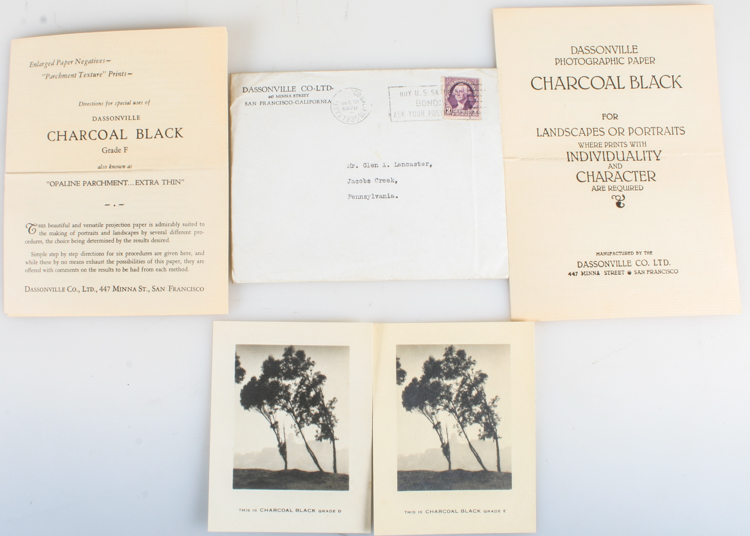 Enlarged Paper Negatives—
"Parchment Texture" Prints—
Directions for special uses of
DASSONVILLE
CHARCOAL BLACK
Grade F
also known as
"OPALINE PARCHMENT...EXTRA THIN"
This beautiful and versatile projection paper is admirably suited to
the making of portraits and landscapes by several different pro-
cedures, the choice being determined by the results desired.
Simple step by step directions for six procedures are given here, and
while these by no means exhaust the possibilities of this paper, they are
offered with comments on the results to be had from each method.
DASSONVILLE CO., LTD., 447 MINNA ST., SAN FRANCISCO
DASSONVILLE CO·LTD·
447 MINNA STREET
SAN FRANCISCO·CALIFORNIA
BUY U.S. SAVINGS
BONDS
ASK YOUR POSTMASTER
Mr. Glen R. Lancaster,
Jacobs Creek,
Pennsylvania.
DASSONVILLE
PHOTOGRAPHIC PAPER
CHARCOAL BLACK
FOR
LANDSCAPES OR PORTRAITS
WHERE PRINTS WITH
INDIVIDUALITY
AND
CHARACTER
ARE REQUIRED
MANUFACTURED BY THE
DASSONVILLE CO. LTD.
447 MINNA STREET SAN FRANCISCO
THIS IS CHARCOAL BLACK GRADE D
THIS IS CHARCOAL BLACK GRADE E